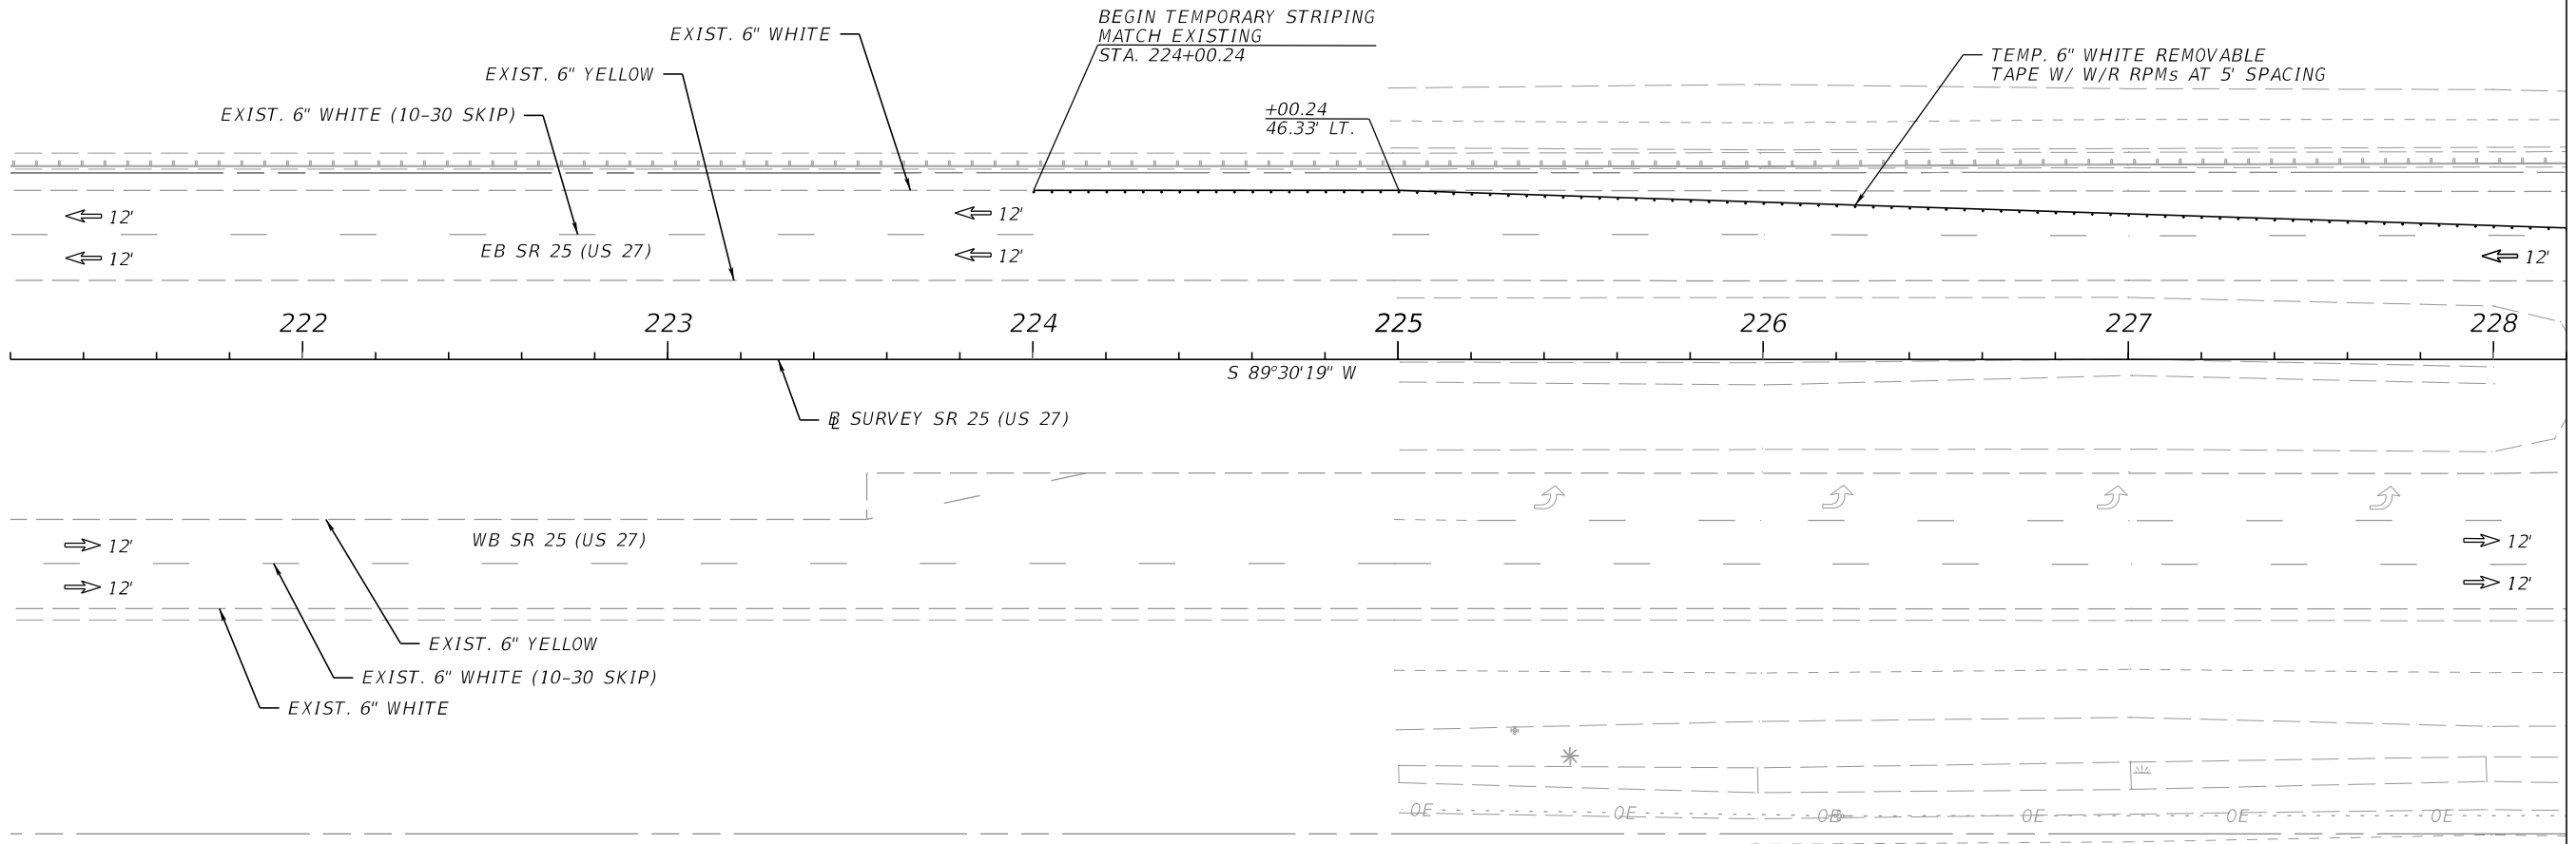 BEGIN TEMPORARY STRIPING
MATCH EXISTING
STA. 224+00.24
EXIST. 6" WHITE
EXIST. 6" YELLOW
EXIST. 6" WHITE (10-30 SKIP)
TEMP. 6" WHITE REMOVABLE
TAPE W/ W/R RPMs AT 5' SPACING
+00.24
46.33' LT.
12'
12'
12'
12'
EB SR 25 (US 27)
12'
222
223
224
225
226
227
228
S 89°30'19" W
BL SURVEY SR 25 (US 27)
12'
WB SR 25 (US 27)
12'
12'
12'
EXIST. 6" YELLOW
EXIST. 6" WHITE (10-30 SKIP)
EXIST. 6" WHITE
OE
OE
OE
OE
OE
OE